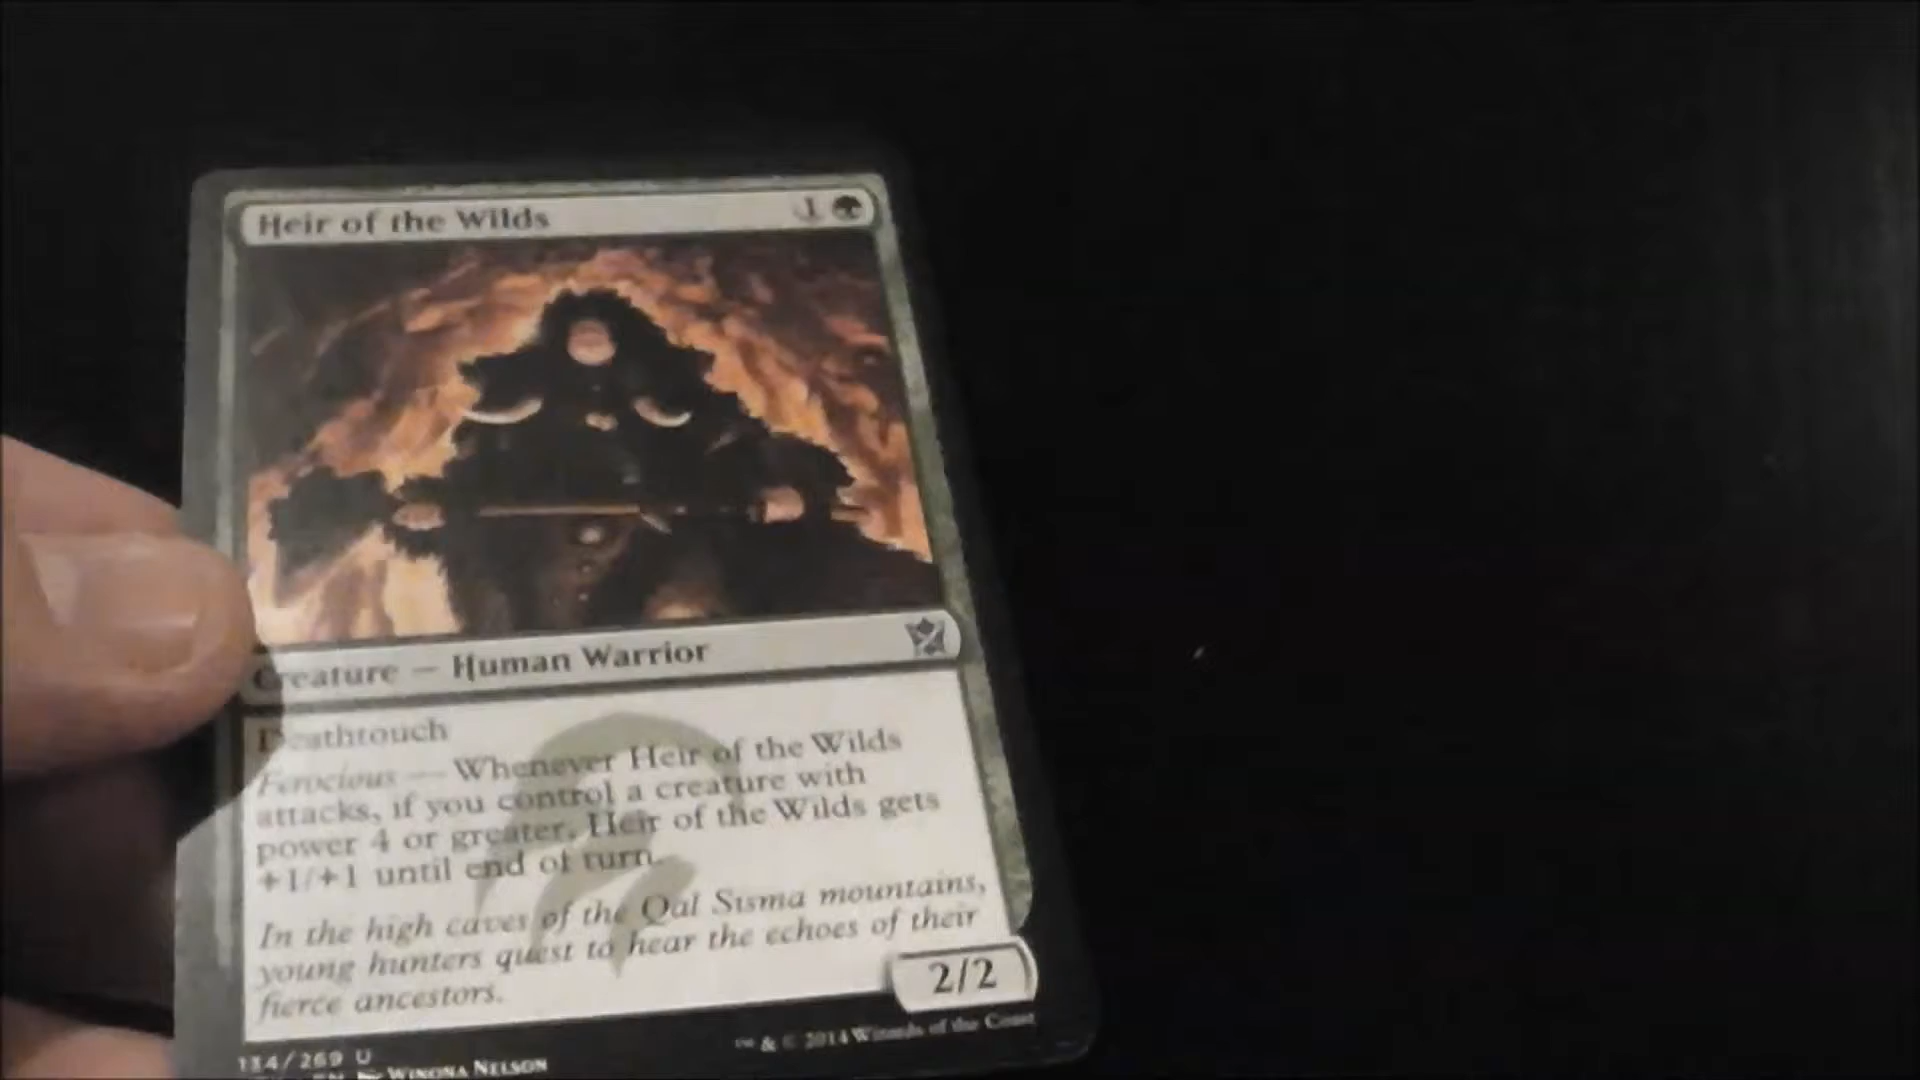 Heir of the Wilds 1
Creature — Human Warrior
Deathtouch
Ferocious — Whenever Heir of the Wilds
attacks, if you control a creature with
power 4 or greater, Heir of the Wilds gets
+1/+1 until end of turn.
In the high caves of the Qal Sisma mountains,
young hunters quest to hear the echoes of their
fierce ancestors.
2/2
134/269 U
™ & © 2014 Wizards of the Coast
EN Winona Nelson